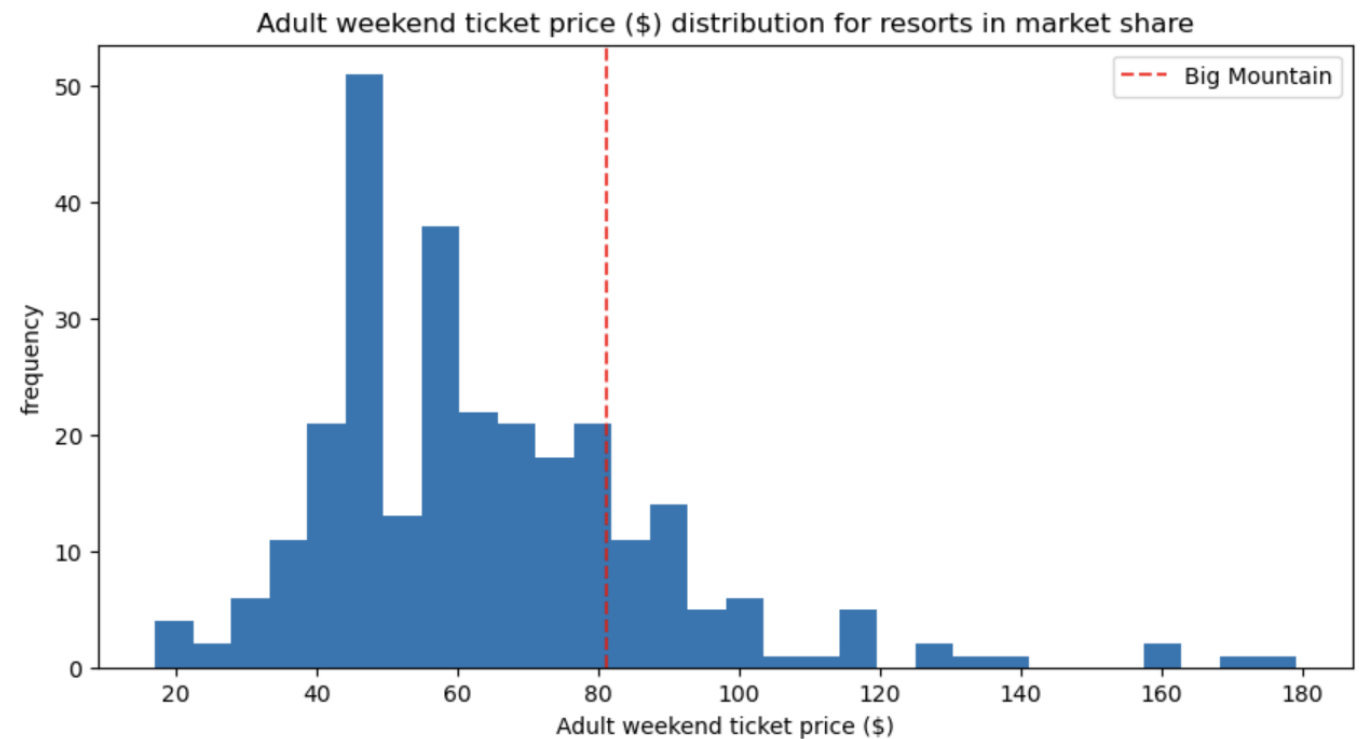 Adult weekend ticket price ($) distribution for resorts in market share
Big Mountain
50
40
30
20
10
0
frequency
20 40 60 80 100 120 140 160 180
Adult weekend ticket price ($)